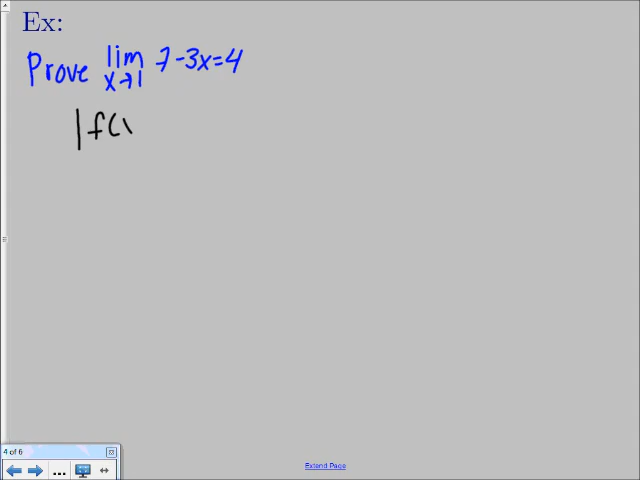 Ex:
Prove lim x→1 7-3x=4
|f(
4 of 6
...
Extend Page